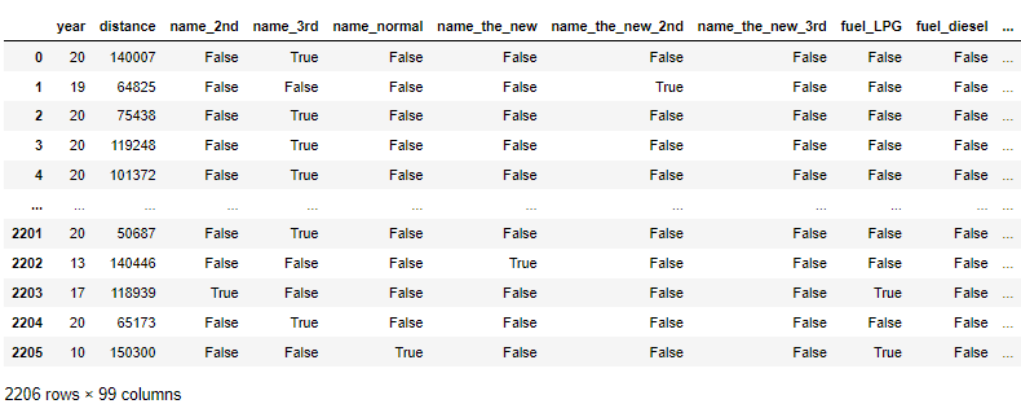 year distance name_2nd name_3rd name_normal name_the_new name_the_new_2nd name_the_new_3rd fuel_LPG fuel_diesel ...
0 20 140007 False True False False False False False False ...
1 19 64825 False False False False True False False False ...
2 20 75438 False True False False False False False False ...
3 20 119248 False True False False False False False False ...
4 20 101372 False True False False False False False False ...
... ... ... ... ... ... ... ... ... ... ... ...
2201 20 50687 False True False False False False False False ...
2202 13 140446 False False False True False False False False ...
2203 17 118939 True False False False False False True False ...
2204 20 65173 False True False False False False False False ...
2205 10 150300 False False True False False False True False ...
2206 rows × 99 columns